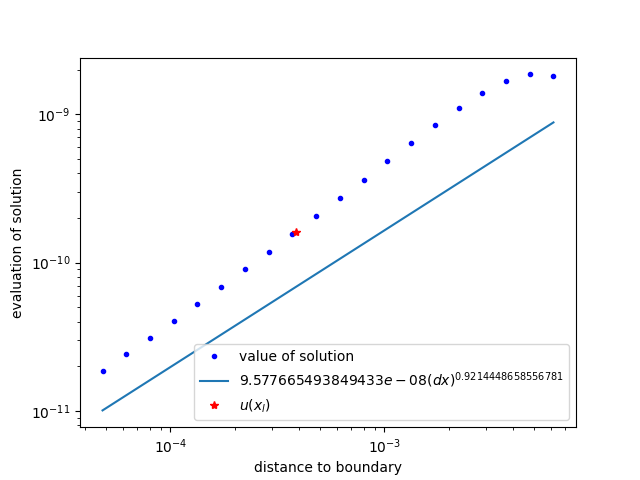 10⁻⁹
10⁻¹⁰
10⁻¹¹
evaluation of solution
value of solution
9.577665493849433e − 08(dx)^0.9214448658556781
u(x_l)
10⁻⁴
10⁻³
distance to boundary